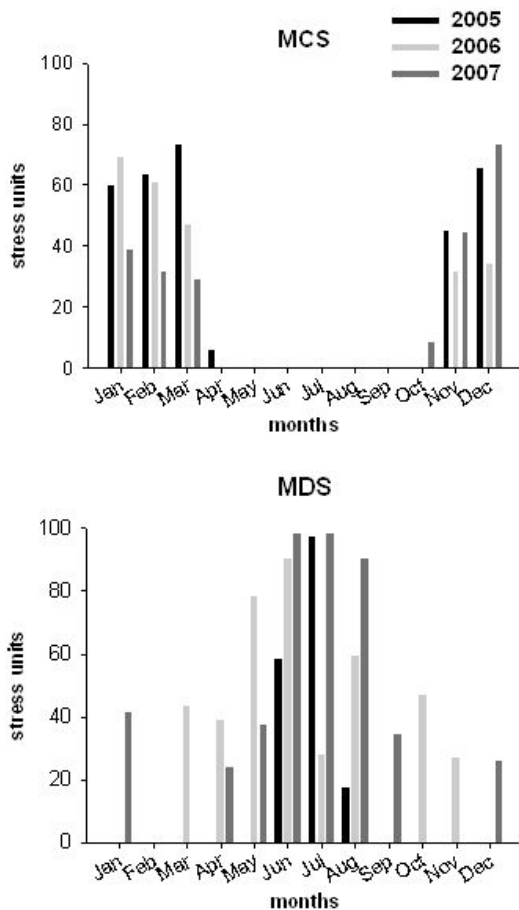 2005
MCS
2006
2007
100
80
60
40
20
0
stress units
Jan Feb Mar Apr May Jun Jul Aug Sep Oct Nov Dec
months
MDS
100
80
60
40
20
0
stress units
Jan Feb Mar Apr May Jun Jul Aug Sep Oct Nov Dec
months